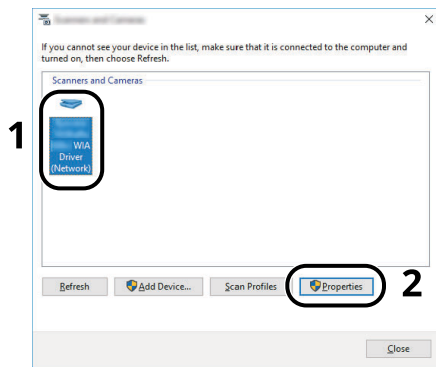 If you cannot see your device in the list, make sure that it is connected to the computer and
turned on, then choose Refresh.
Scanners and Cameras
1
WIA
Driver
(Network)
Refresh
Add Device...
Scan Profiles
Properties
2
Close